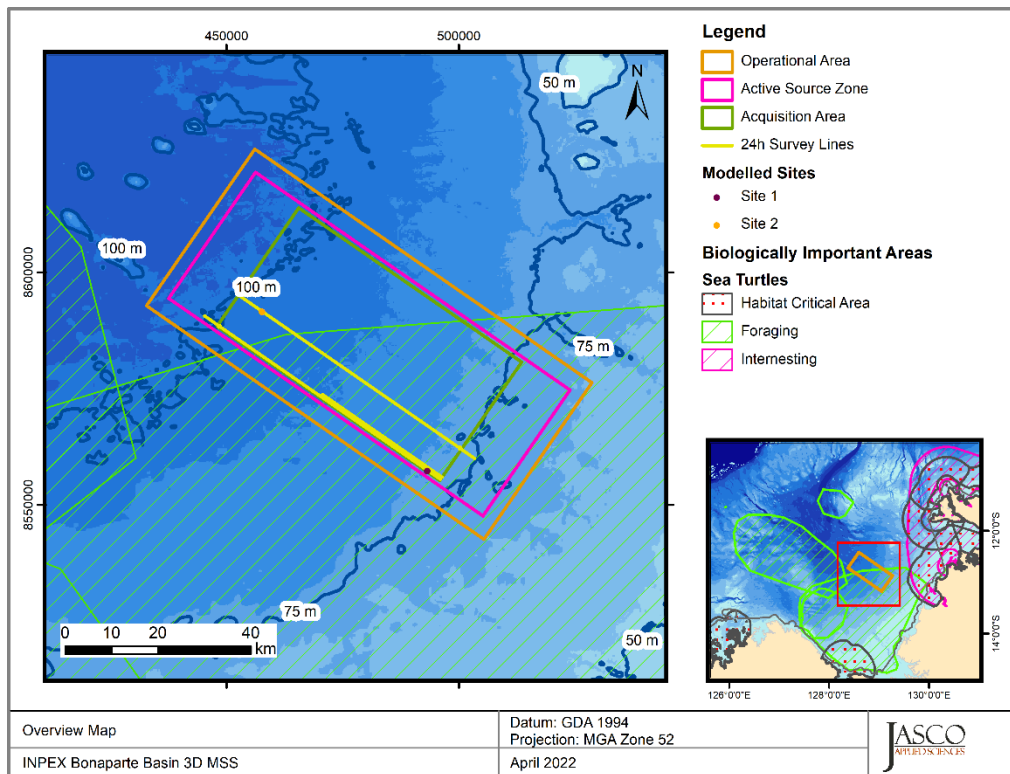 450000
500000
8600000
8550000
50 m
N
100 m
100 m
75 m
75 m
50 m
0 10 20 40
km
Legend
Operational Area
Active Source Zone
Acquisition Area
24h Survey Lines
Modelled Sites
Site 1
Site 2
Biologically Important Areas
Sea Turtles
Habitat Critical Area
Foraging
Internesting
12°0'S
14°0'S
126°0'0"E
128°0'0"E
130°0'0"E
Overview Map
Datum: GDA 1994
Projection: MGA Zone 52
INPEX Bonaparte Basin 3D MSS
April 2022
JASCO
APPLIED SCIENCES